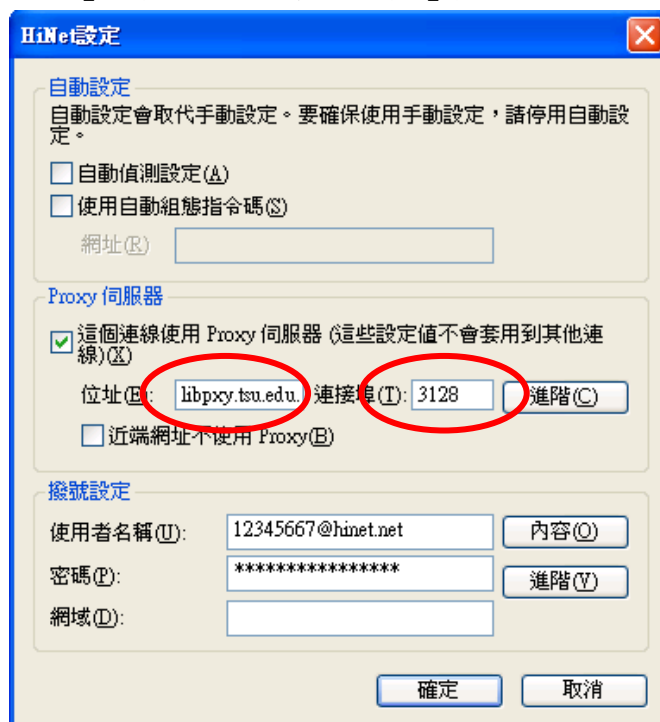 HiNet設定
自動設定
自動設定會取代手動設定。要確保使用手動設定，請停用自動設
定。
自動偵測設定(A)
使用自動組態指令碼(S)
網址(R)
Proxy 伺服器
這個連線使用 Proxy 伺服器 (這些設定值不會套用到其他連
線)(X)
位址(E): libpxy.tsu.edu. 連接埠(T): 3128 進階(C)
近端網址不使用 Proxy(B)
撥號設定
使用者名稱(U): 12345667@hinet.net 內容(O)
密碼(P): **************** 進階(V)
網域(D):
確定 取消